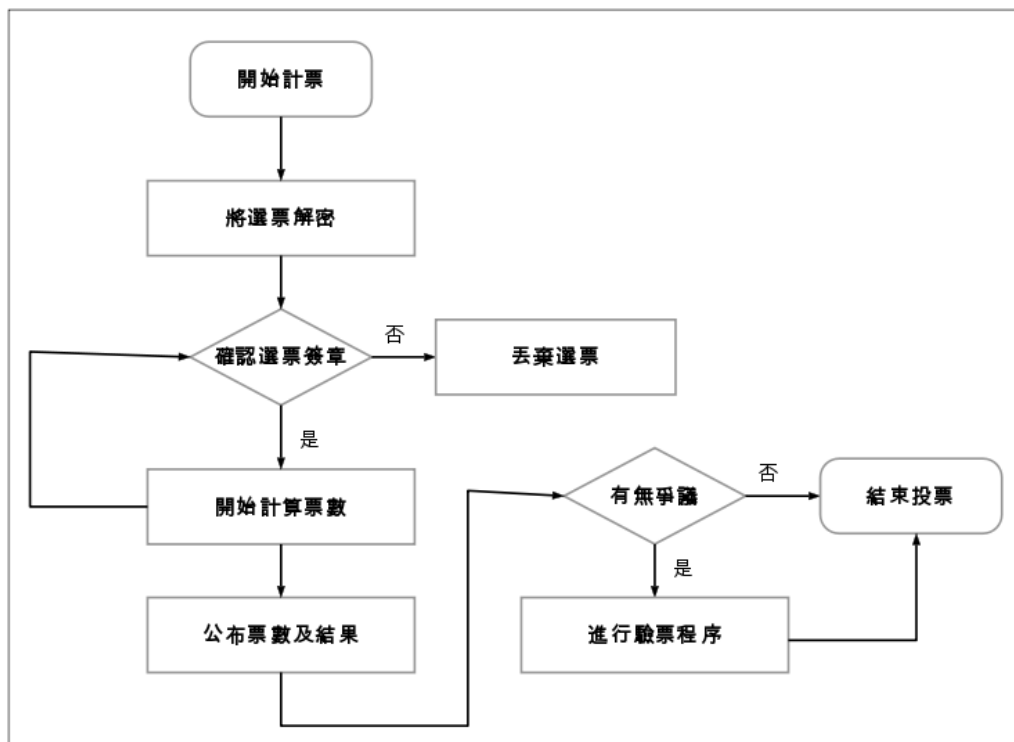 開始計票
將選票解密
確認選票簽章
否
丟棄選票
是
開始計算票數
公布票數及結果
有無爭議
否
結束投票
是
進行驗票程序